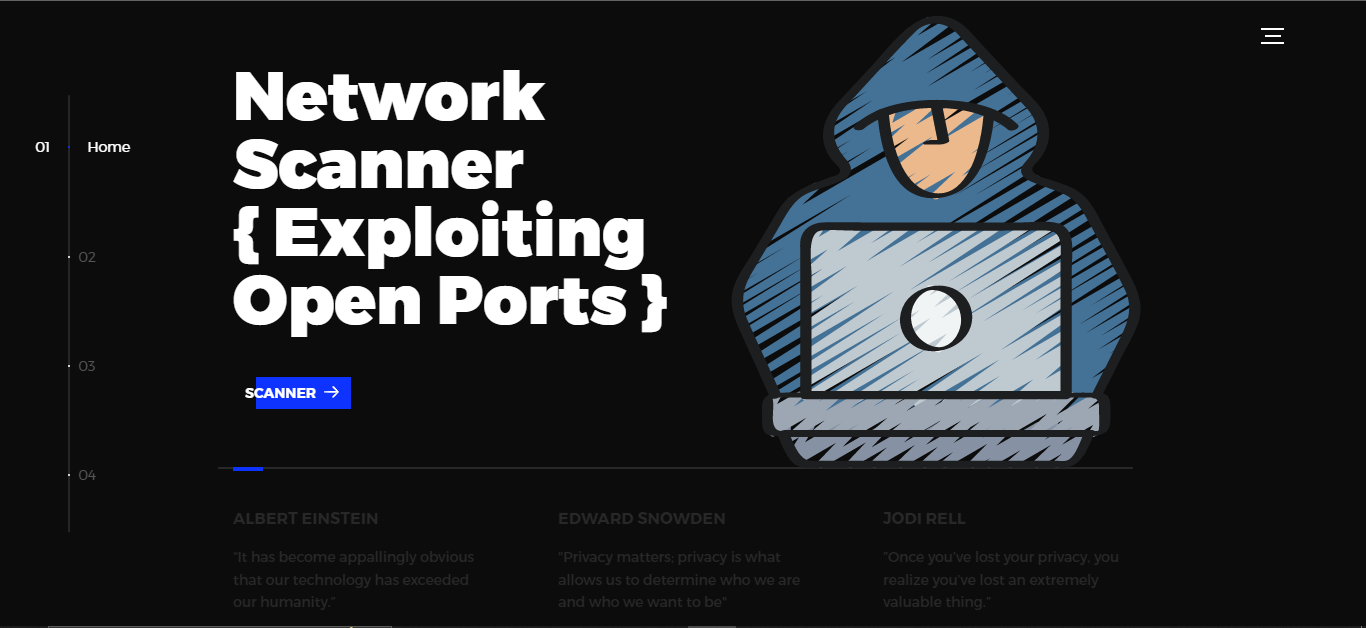 Network
Scanner
{ Exploiting
Open Ports }
01 Home
02
03
04
SCANNER
ALBERT EINSTEIN
"It has become appallingly obvious
that our technology has exceeded
our humanity."
EDWARD SNOWDEN
"Privacy matters; privacy is what
allows us to determine who we are
and who we want to be"
JODI RELL
"Once you've lost your privacy, you
realize you've lost an extremely
valuable thing."